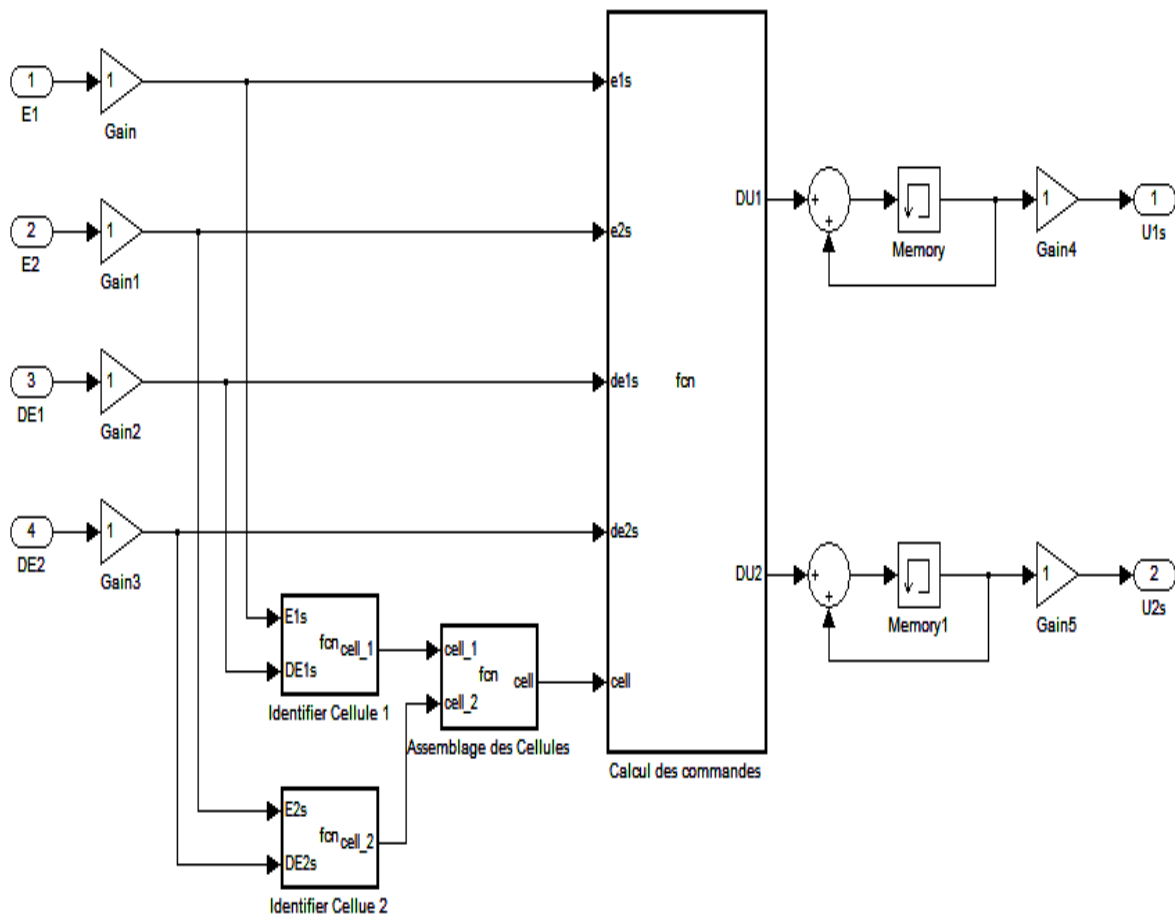 1
E1
1
Gain
2
E2
1
Gain1
3
DE1
1
Gain2
4
DE2
1
Gain3
E1s
DE1s
fcn
cell_1
Identifier Cellule 1
E2s
DE2s
fcn
cell_2
Identifier Cellue 2
cell_1
cell_2
fcn
cell
Assemblage des Cellules
e1s
e2s
de1s
de2s
cell
fcn
DU1
DU2
Calcul des commandes
+
+
Memory
1
Gain4
1
U1s
+
+
Memory1
1
Gain5
2
U2s